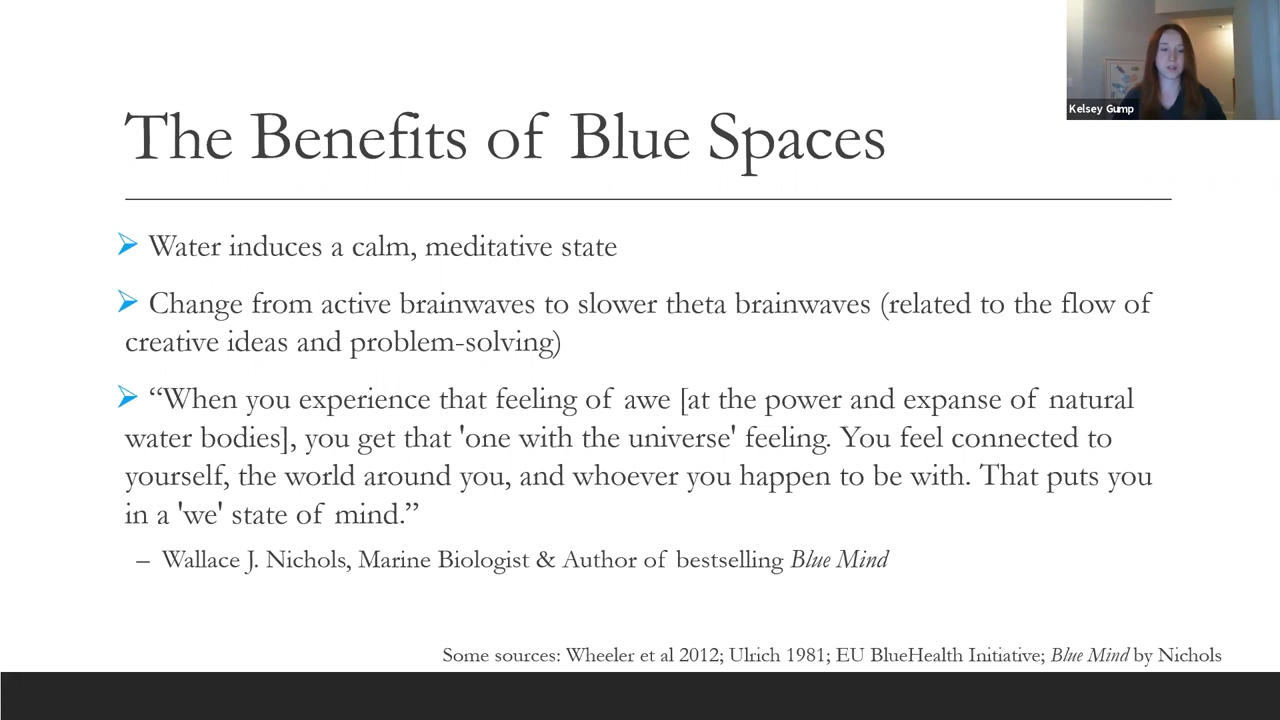 Kelsey Gump
The Benefits of Blue Spaces
➢ Water induces a calm, meditative state
➢ Change from active brainwaves to slower theta brainwaves (related to the flow of
creative ideas and problem-solving)
➢ “When you experience that feeling of awe [at the power and expanse of natural
water bodies], you get that 'one with the universe' feeling. You feel connected to
yourself, the world around you, and whoever you happen to be with. That puts you
in a 'we' state of mind.”
– Wallace J. Nichols, Marine Biologist & Author of bestselling Blue Mind
Some sources: Wheeler et al 2012; Ulrich 1981; EU BlueHealth Initiative; Blue Mind by Nichols